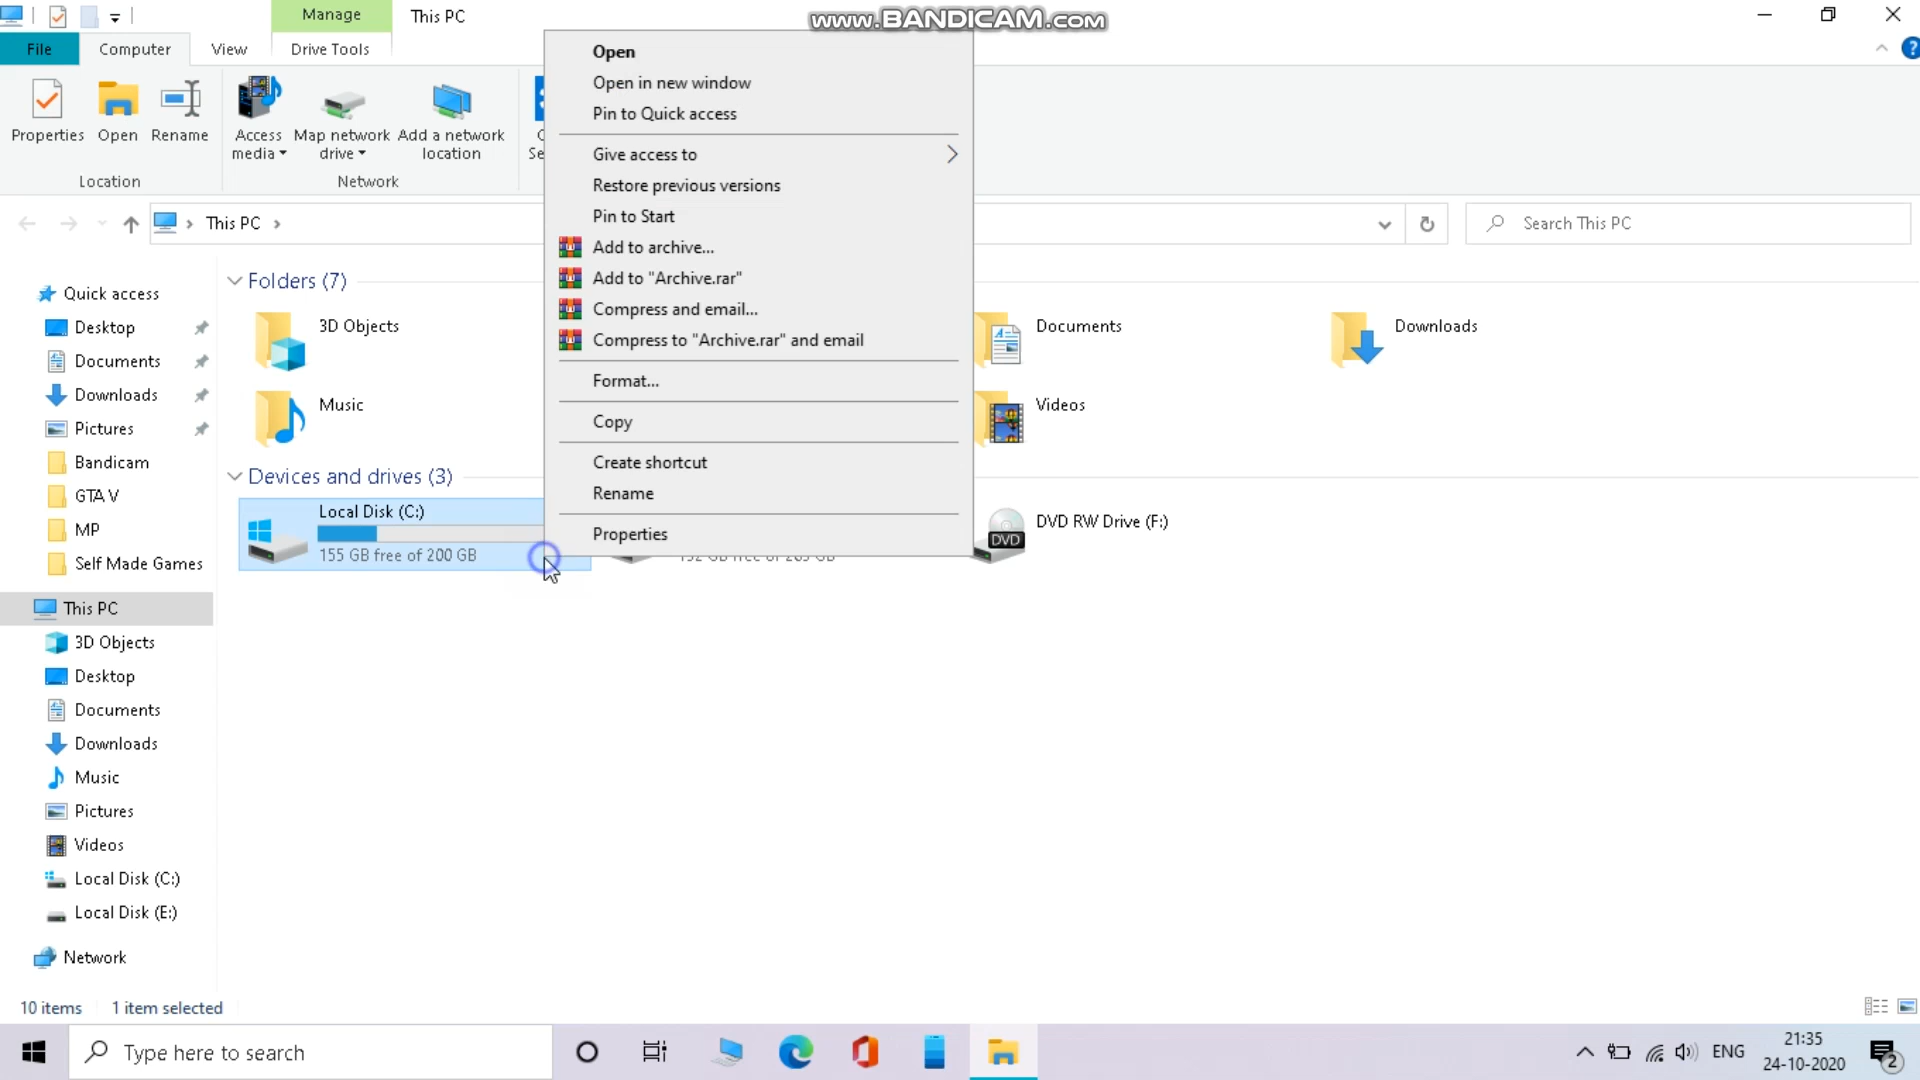 Manage
This PC
www.BANDICAM.com
File
Computer
View
Drive Tools
Properties
Open
Rename
Access media
Map network drive
Add a network location
Location
Network
This PC
Search This PC
Open
Open in new window
Pin to Quick access
Give access to
Restore previous versions
Pin to Start
Add to archive...
Add to "Archive.rar"
Compress and email...
Compress to "Archive.rar" and email
Format...
Copy
Create shortcut
Rename
Properties
Quick access
Desktop
Documents
Downloads
Pictures
Bandicam
GTA V
MP
Self Made Games
This PC
3D Objects
Desktop
Documents
Downloads
Music
Pictures
Videos
Local Disk (C:)
Local Disk (E:)
Network
Folders (7)
3D Objects
Documents
Downloads
Music
Videos
Devices and drives (3)
Local Disk (C:)
155 GB free of 200 GB
DVD RW Drive (F:)
DVD
10 items
1 item selected
Type here to search
ENG
21:35
24-10-2020
2